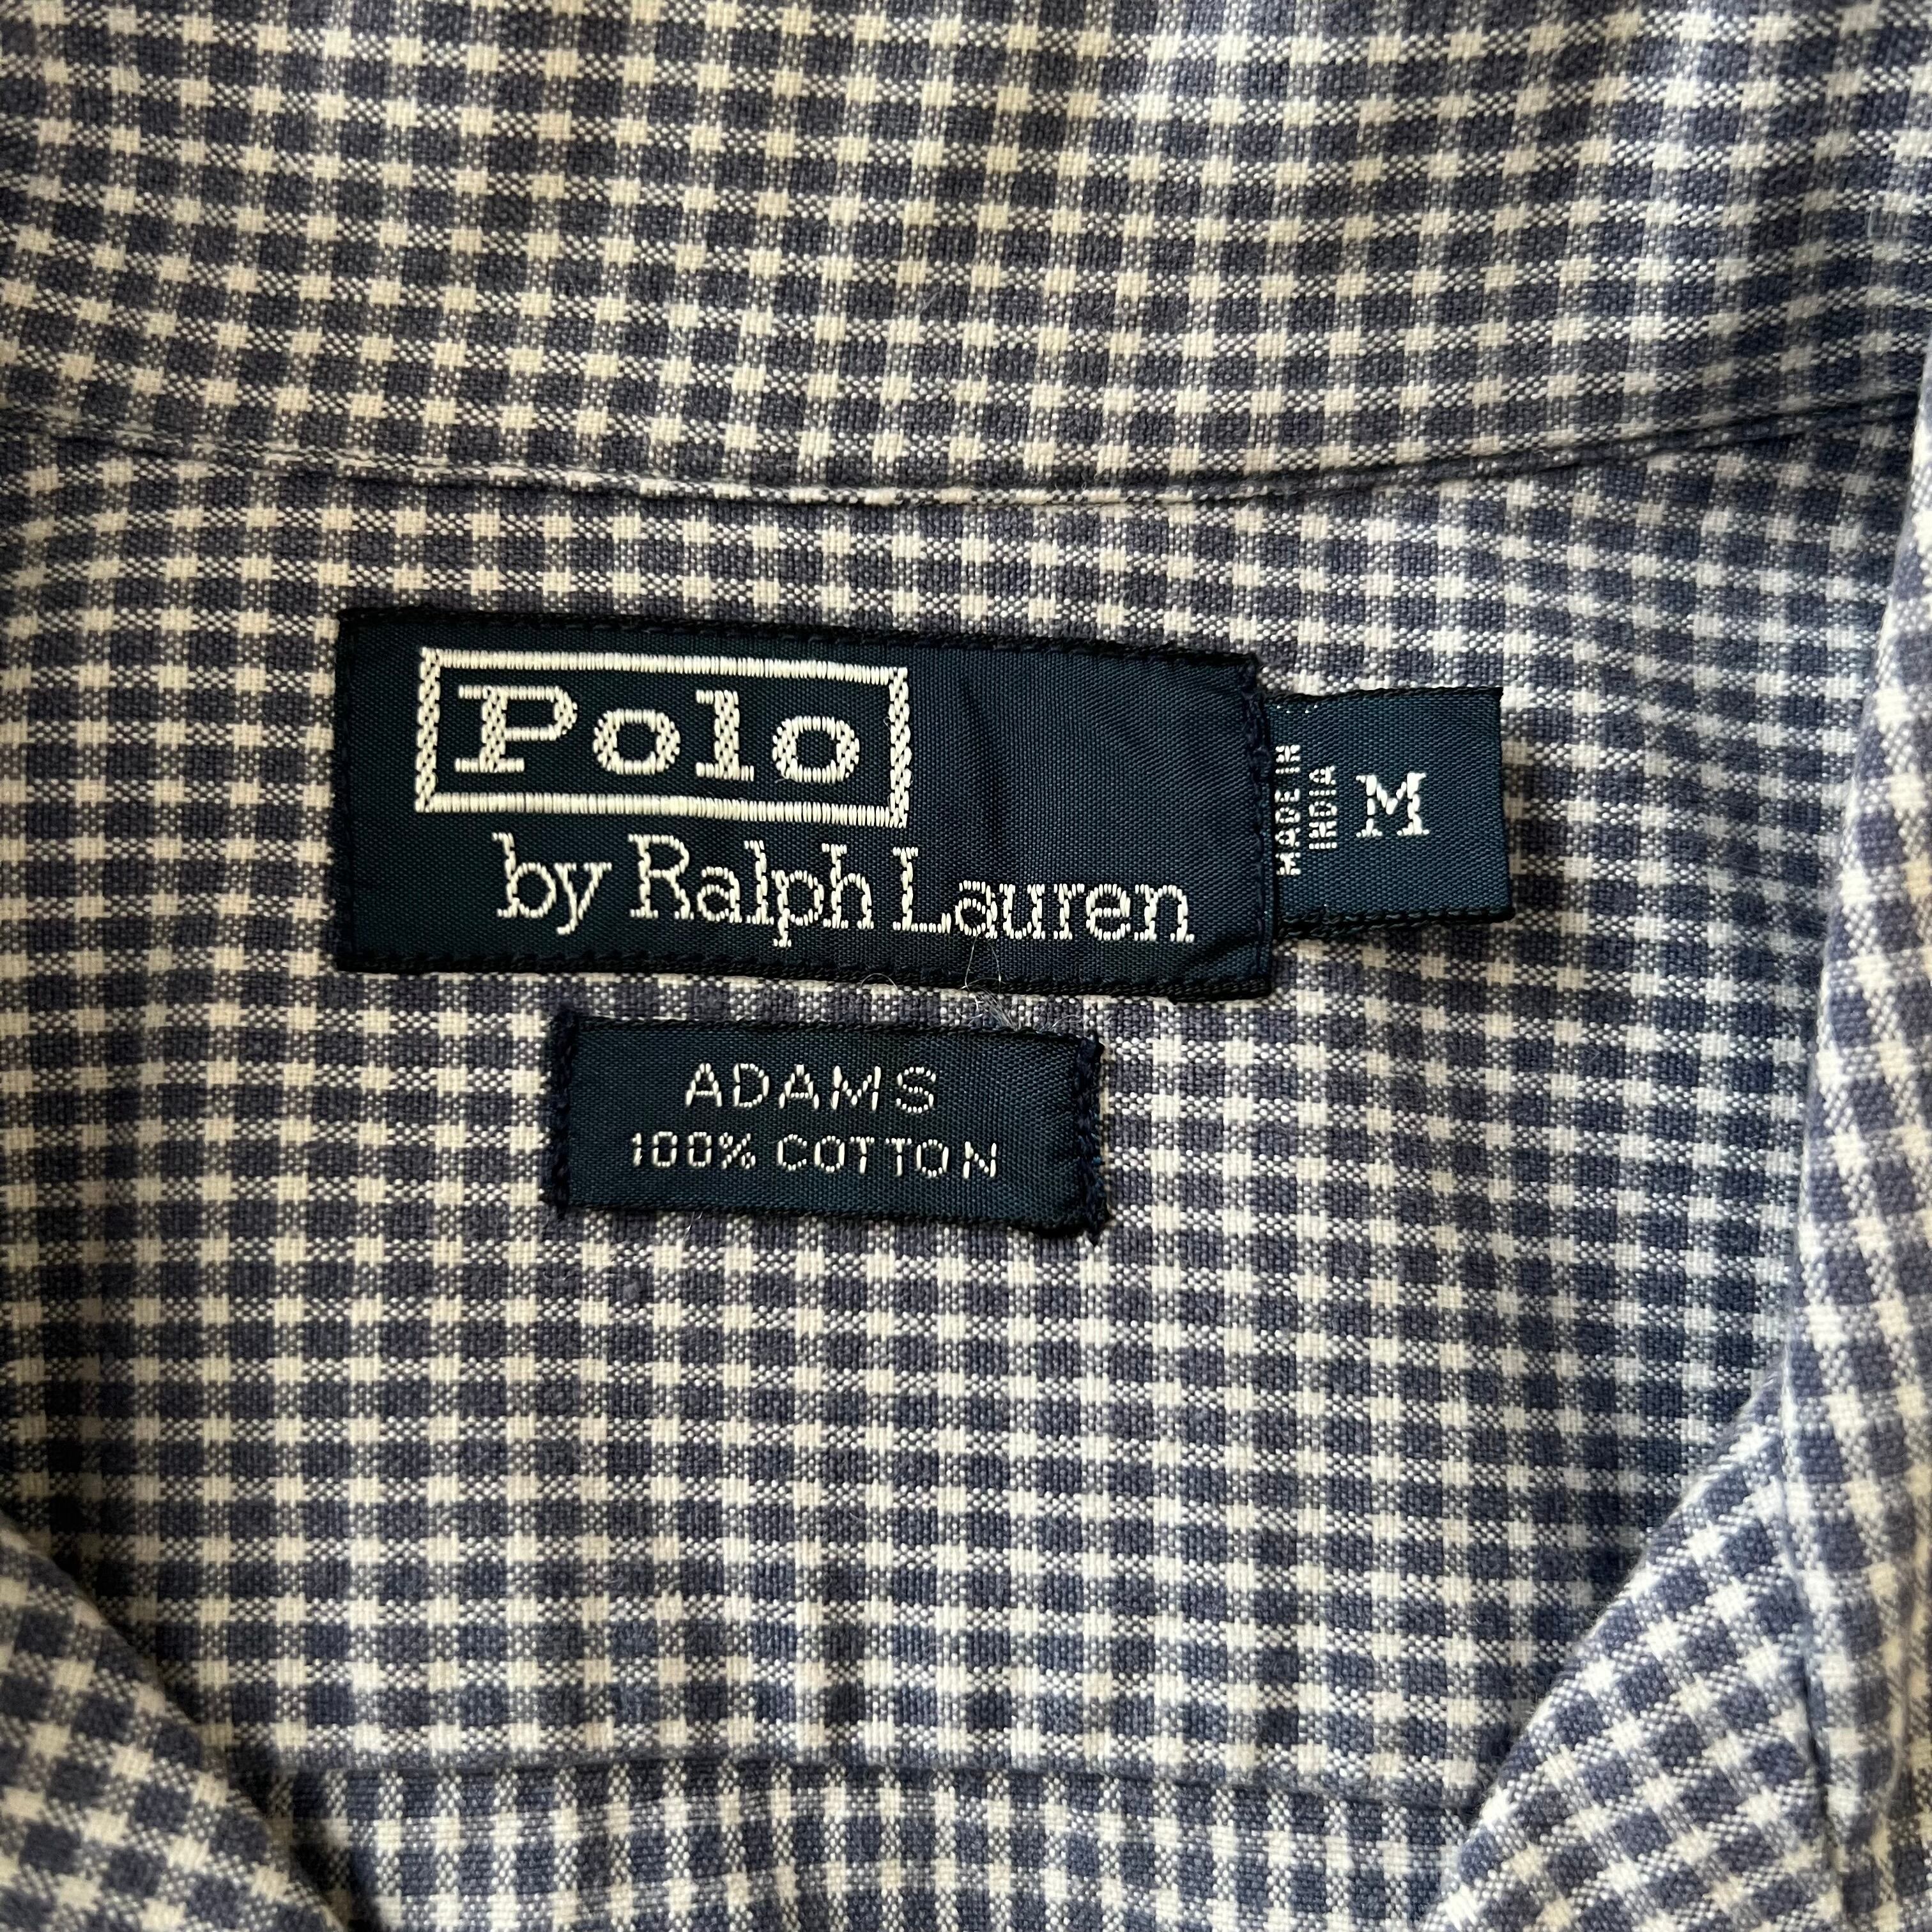 Polo
by Ralph Lauren
MADE IN
INDIA
M
ADAMS
100% COTTON